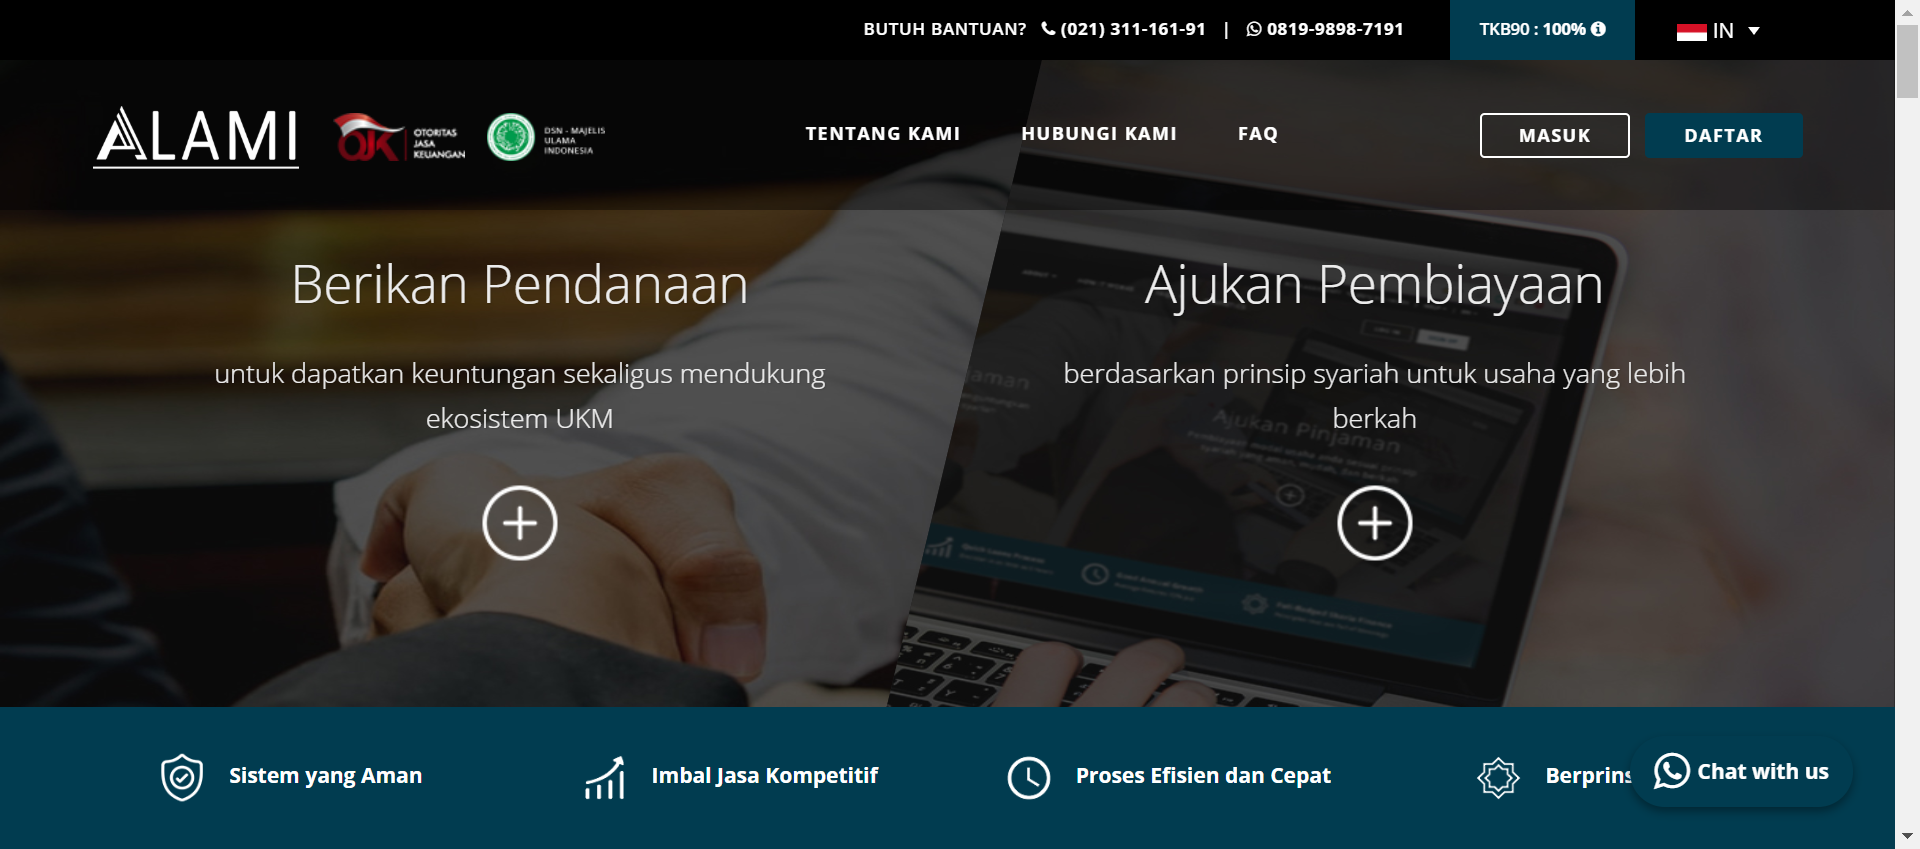 BUTUH BANTUAN? (021) 311-161-91 | 0819-9898-7191
TKB90 : 100%
IN
ALAMI
OJK
OTORITAS
JASA
KEUANGAN
DSN - MAJELIS
ULAMA
INDONESIA
TENTANG KAMI
HUBUNGI KAMI
FAQ
MASUK
DAFTAR
Berikan Pendanaan
untuk dapatkan keuntungan sekaligus mendukung
ekosistem UKM
Ajukan Pembiayaan
berdasarkan prinsip syariah untuk usaha yang lebih
berkah
Ajukan Pinjaman
Sistem yang Aman
Imbal Jasa Kompetitif
Proses Efisien dan Cepat
Berprins
Chat with us